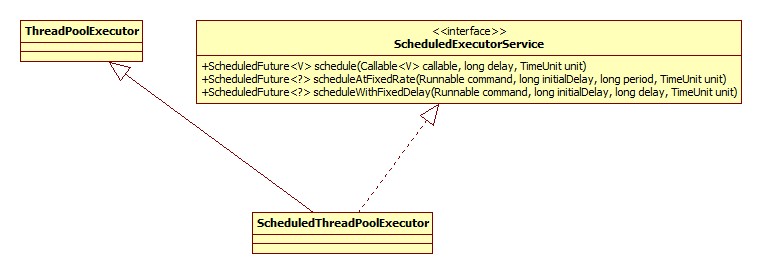 ThreadPoolExecutor
<<interface>>
ScheduledExecutorService
+ScheduledFuture<V> schedule(Callable<V> callable, long delay, TimeUnit unit)
+ScheduledFuture<?> scheduleAtFixedRate(Runnable command, long initialDelay, long period, TimeUnit unit)
+ScheduledFuture<?> scheduleWithFixedDelay(Runnable command, long initialDelay, long delay, TimeUnit unit)
ScheduledThreadPoolExecutor